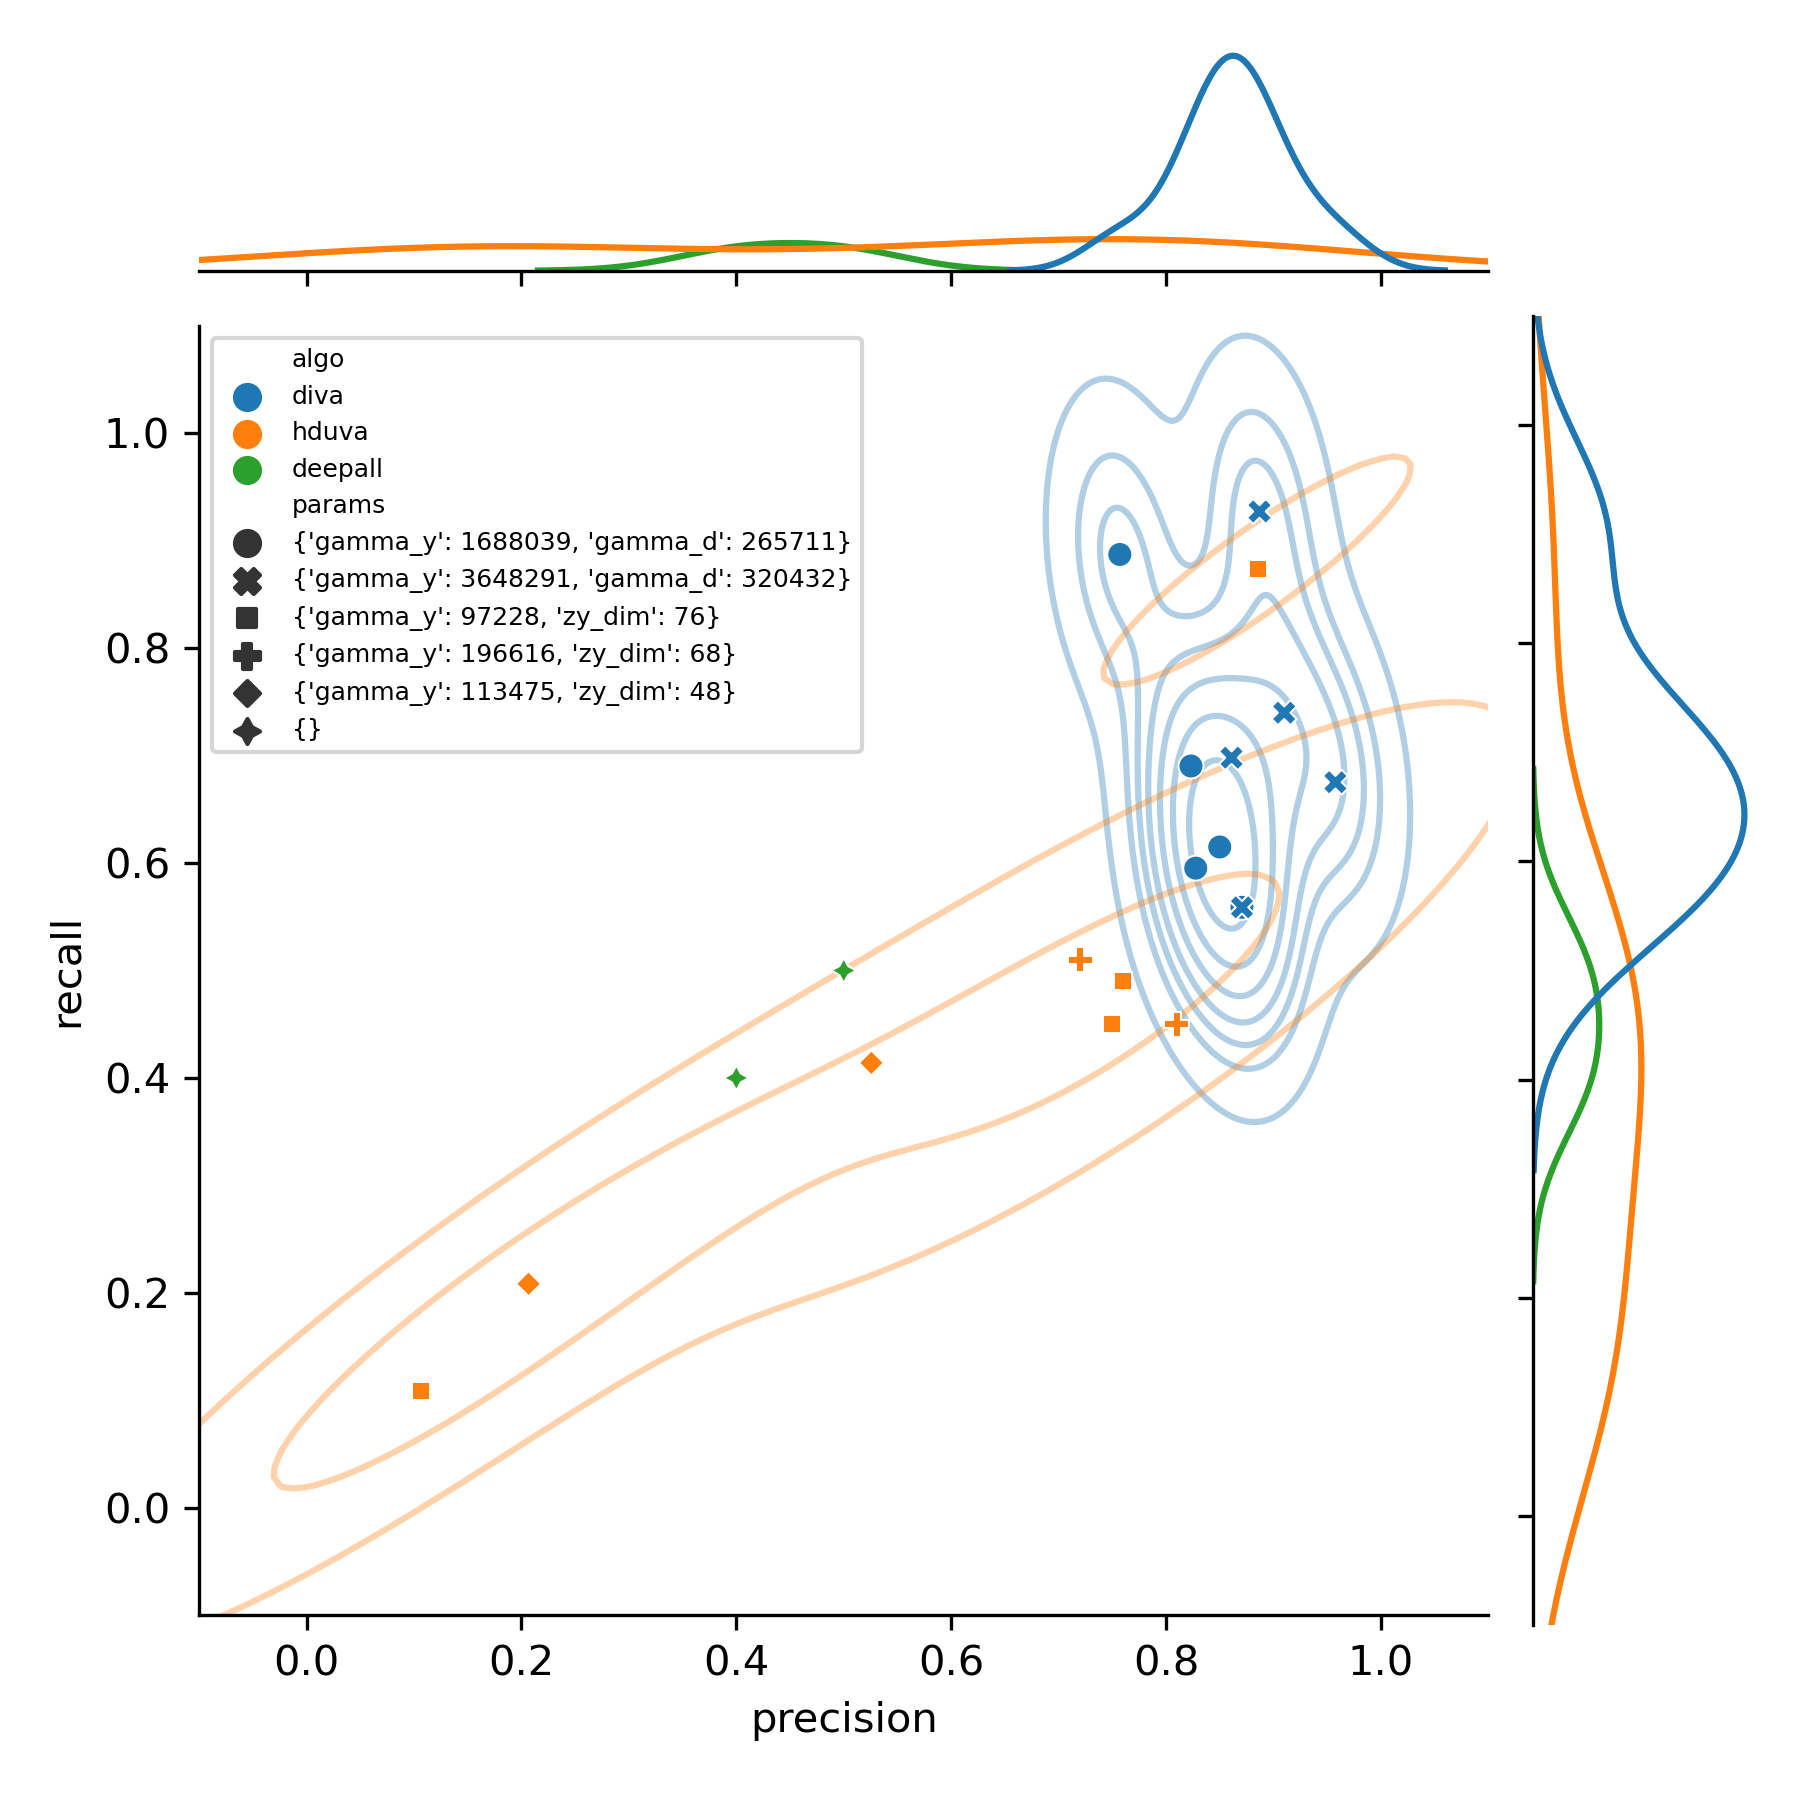 algo
diva
hduva
deepall
params
{'gamma_y': 1688039, 'gamma_d': 265711}
{'gamma_y': 3648291, 'gamma_d': 320432}
{'gamma_y': 97228, 'zy_dim': 76}
{'gamma_y': 196616, 'zy_dim': 68}
{'gamma_y': 113475, 'zy_dim': 48}
{}
1.0
0.8
0.6
0.4
0.2
0.0
recall
0.0 0.2 0.4 0.6 0.8 1.0
precision